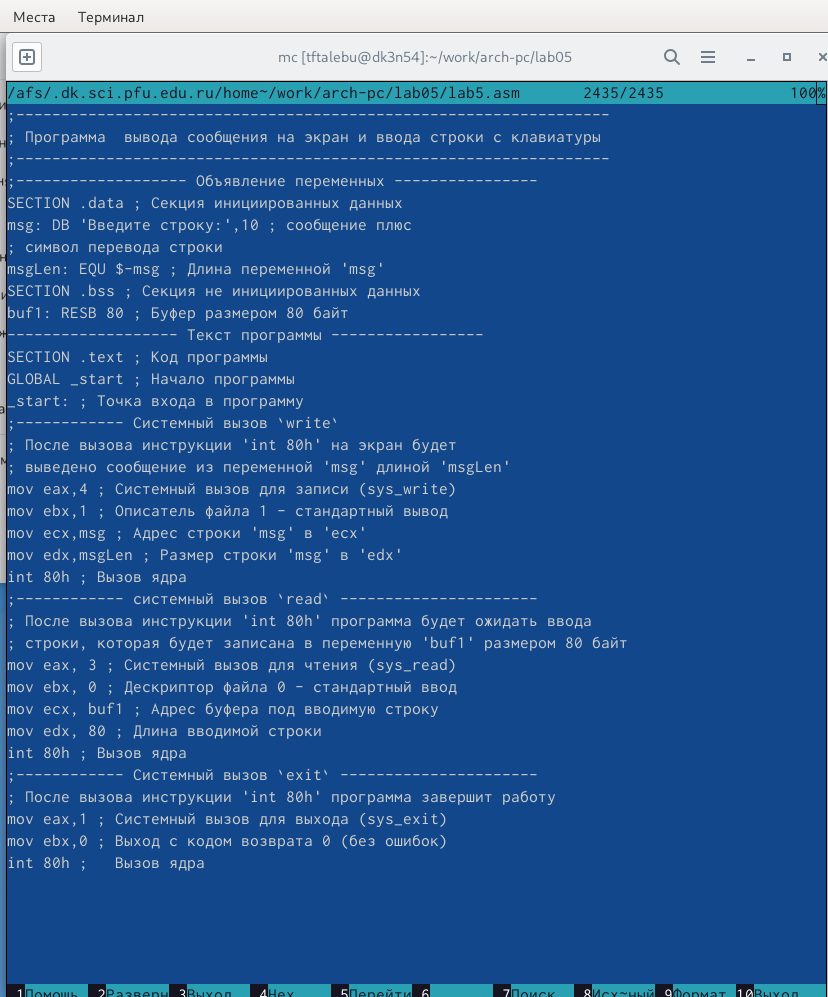 Места Терминал
mc [tftalebu@dk3n54]:~/work/arch-pc/lab05
/afs/.dk.sci.pfu.edu.ru/home~/work/arch-pc/lab05/lab5.asm 2435/2435 100%
;------------------------------------------------------------------
; Программа  вывода сообщения на экран и ввода строки с клавиатуры
;------------------------------------------------------------------
;------------------- Объявление переменных ----------------
SECTION .data ; Секция инициированных данных
msg: DB 'Введите строку:',10 ; сообщение плюс
; символ перевода строки
msgLen: EQU $-msg ; Длина переменной 'msg'
SECTION .bss ; Секция не инициированных данных
buf1: RESB 80 ; Буфер размером 80 байт
------------------- Текст программы -----------------
SECTION .text ; Код программы
GLOBAL _start ; Начало программы
_start: ; Точка входа в программу
;------------ Системный вызов `write`
; После вызова инструкции 'int 80h' на экран будет
; выведено сообщение из переменной 'msg' длиной 'msgLen'
mov eax,4 ; Системный вызов для записи (sys_write)
mov ebx,1 ; Описатель файла 1 - стандартный вывод
mov ecx,msg ; Адрес строки 'msg' в 'ecx'
mov edx,msgLen ; Размер строки 'msg' в 'edx'
int 80h ; Вызов ядра
;------------ системный вызов `read` ----------------------
; После вызова инструкции 'int 80h' программа будет ожидать ввода
; строки, которая будет записана в переменную 'buf1' размером 80 байт
mov eax, 3 ; Системный вызов для чтения (sys_read)
mov ebx, 0 ; Дескриптор файла 0 - стандартный ввод
mov ecx, buf1 ; Адрес буфера под вводимую строку
mov edx, 80 ; Длина вводимой строки
int 80h ; Вызов ядра
;------------ Системный вызов `exit` ----------------------
; После вызова инструкции 'int 80h' программа завершит работу
mov eax,1 ; Системный вызов для выхода (sys_exit)
mov ebx,0 ; Выход с кодом возврата 0 (без ошибок)
int 80h ;   Вызов ядра
1Помощь 2Разверн 3Выход 4Hex 5Перейти 6 7Поиск 8Исх~ный 9Формат 10Выход